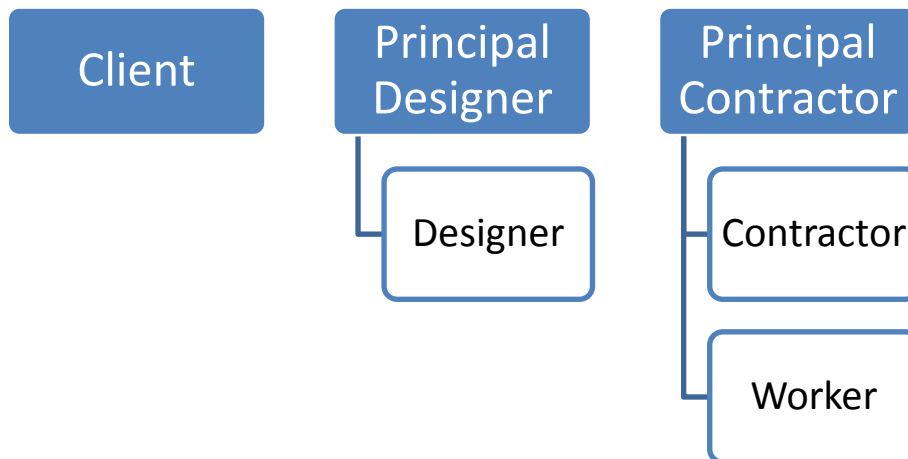 Client
Principal
Designer
Principal
Contractor
Designer
Contractor
Worker